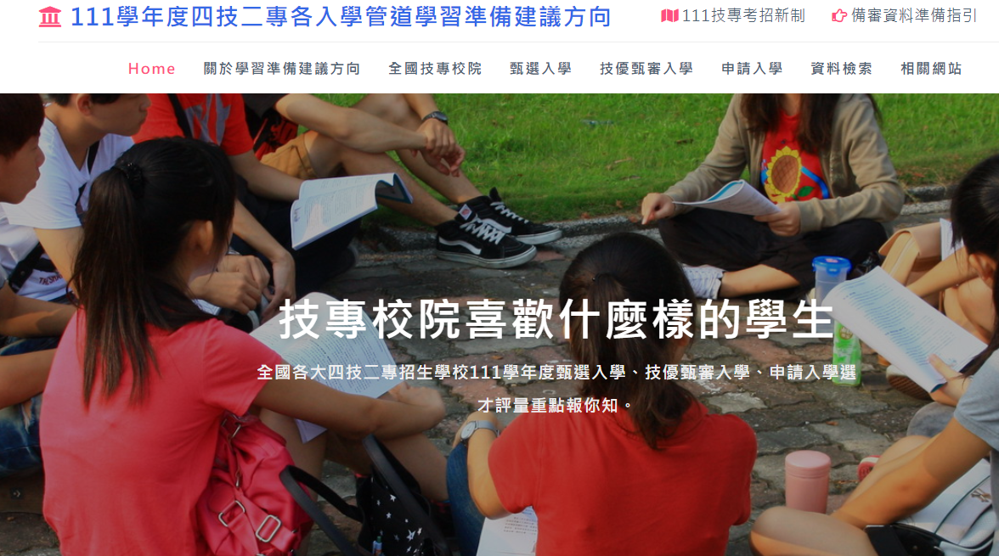 111學年度四技二專各入學管道學習準備建議方向
111技專考招新制 備審資料準備指引
Home 關於學習準備建議方向 全國技專校院 甄選入學 技優甄審入學 申請入學 資料檢索 相關網站
技專校院喜歡什麼樣的學生
全國各大四技二專招生學校111學年度甄選入學、技優甄審入學、申請入學選
才評量重點報你知。